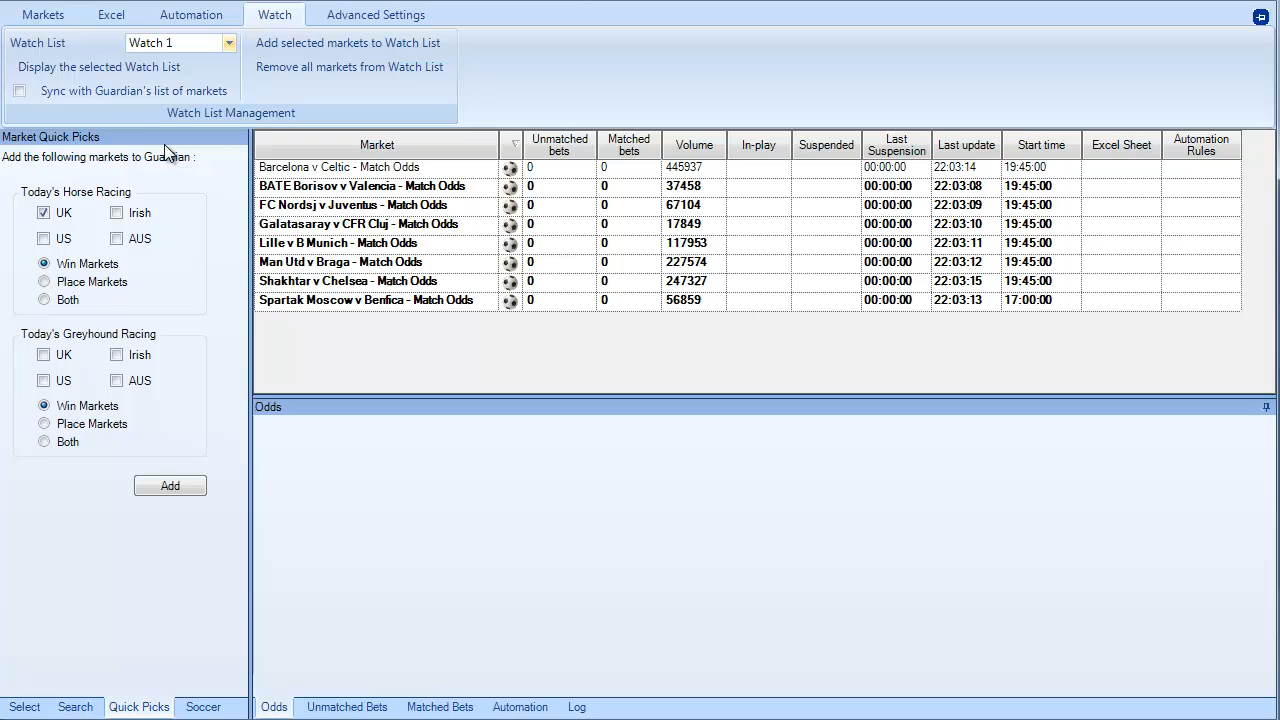 Markets Excel Automation Watch Advanced Settings
Watch List Watch 1 Add selected markets to Watch List
Display the selected Watch List Remove all markets from Watch List
Sync with Guardian's list of markets
Watch List Management
Market Quick Picks
Add the following markets to Guardian :
Today's Horse Racing
UK Irish
US AUS
Win Markets
Place Markets
Both
Today's Greyhound Racing
UK Irish
US AUS
Win Markets
Place Markets
Both
Add
Select Search Quick Picks Soccer
Market Unmatched bets Matched bets Volume In-play Suspended Last Suspension Last update Start time Excel Sheet Automation Rules
Barcelona v Celtic - Match Odds 0 0 445937 00:00:00 22:03:14 19:45:00
BATE Borisov v Valencia - Match Odds 0 0 37458 00:00:00 22:03:08 19:45:00
FC Nordsj v Juventus - Match Odds 0 0 67104 00:00:00 22:03:09 19:45:00
Galatasaray v CFR Cluj - Match Odds 0 0 17849 00:00:00 22:03:10 19:45:00
Lille v B Munich - Match Odds 0 0 117953 00:00:00 22:03:11 19:45:00
Man Utd v Braga - Match Odds 0 0 227574 00:00:00 22:03:12 19:45:00
Shakhtar v Chelsea - Match Odds 0 0 247327 00:00:00 22:03:15 19:45:00
Spartak Moscow v Benfica - Match Odds 0 0 56859 00:00:00 22:03:13 17:00:00
Odds
Odds Unmatched Bets Matched Bets Automation Log